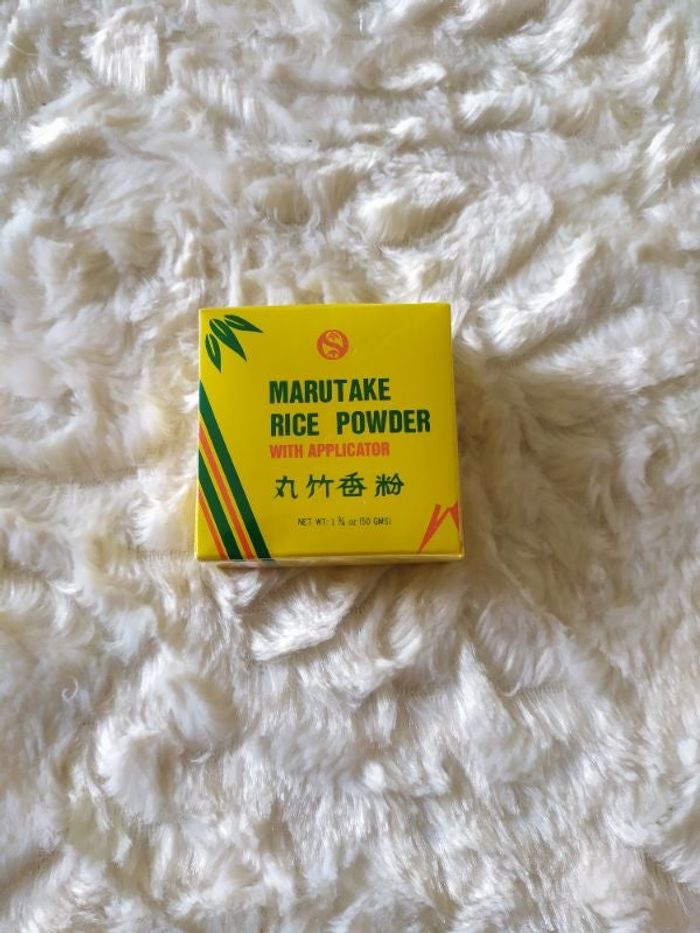 MARUTAKE
RICE POWDER
WITH APPLICATOR
丸竹香粉
NET WT: 1 ¾ oz (50 GMS)